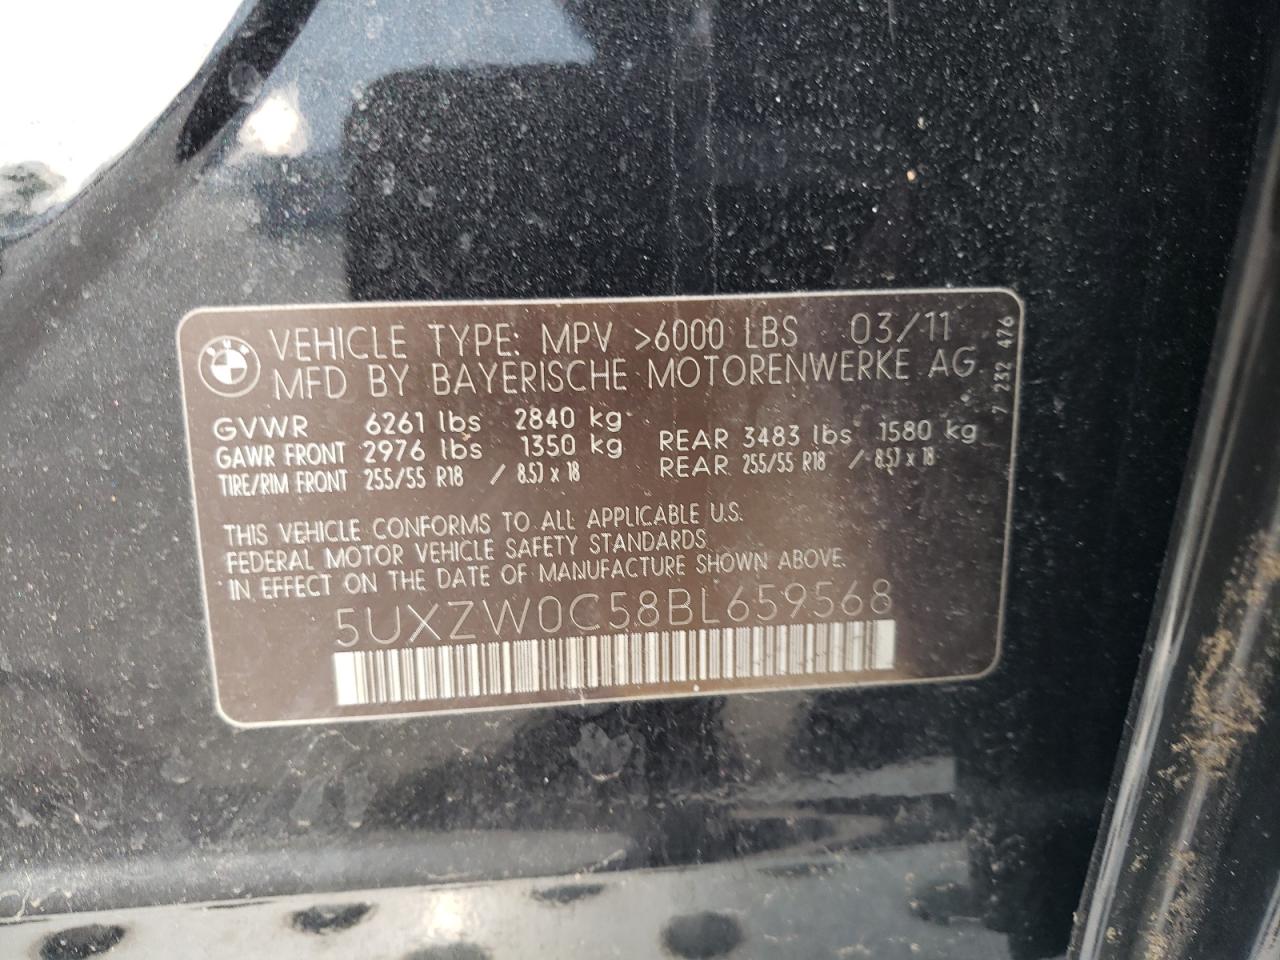 BMW
VEHICLE TYPE: MPV >6000 LBS 03/11
MFD BY BAYERISCHE MOTORENWERKE AG
7 232 476
GVWR 6261 lbs 2840 kg
GAWR FRONT 2976 lbs 1350 kg REAR 3483 lbs 1580 kg
TIRE/RIM FRONT 255/55 R18 / 8.5J x 18 REAR 255/55 R18 / 8.5J x 18
THIS VEHICLE CONFORMS TO ALL APPLICABLE U.S.
FEDERAL MOTOR VEHICLE SAFETY STANDARDS
IN EFFECT ON THE DATE OF MANUFACTURE SHOWN ABOVE.
5UXZW0C58BL659568